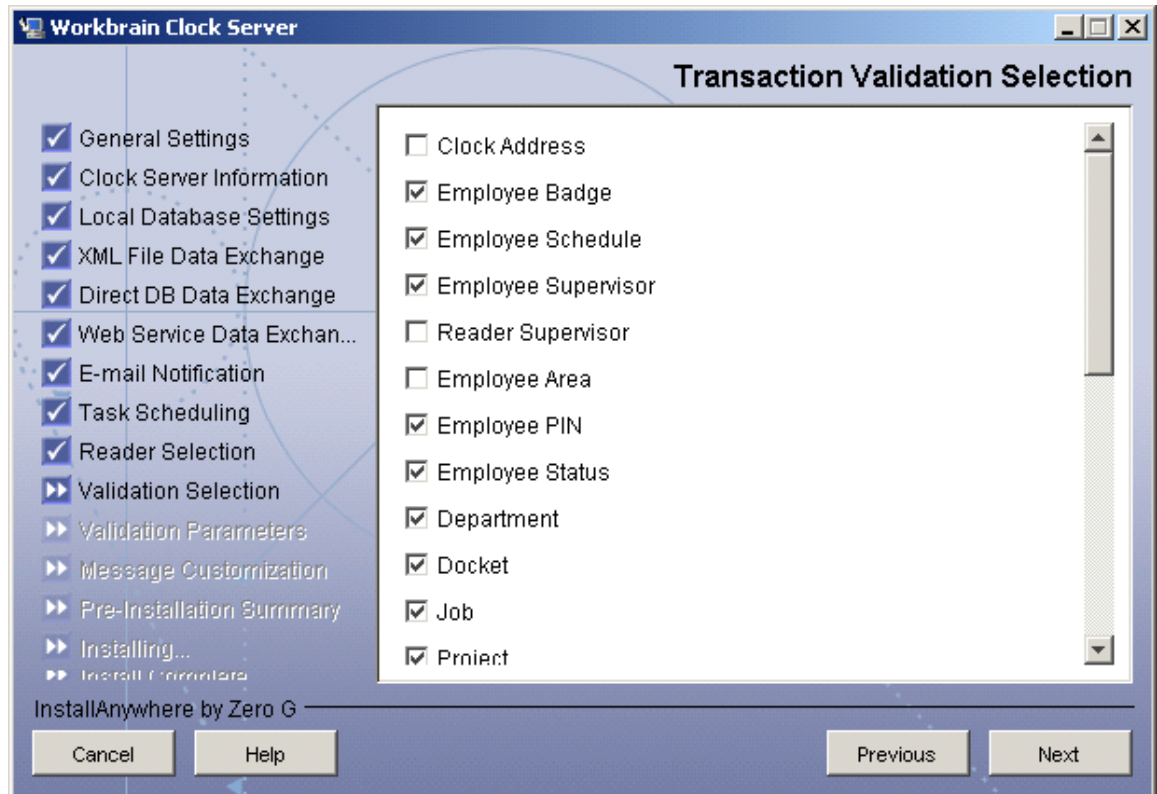 Workbrain Clock Server
Transaction Validation Selection
General Settings
Clock Server Information
Local Database Settings
XML File Data Exchange
Direct DB Data Exchange
Web Service Data Exchan...
E-mail Notification
Task Scheduling
Reader Selection
Validation Selection
Validation Parameters
Message Customization
Pre-Installation Summary
Installing...
Install Complete
Clock Address
Employee Badge
Employee Schedule
Employee Supervisor
Reader Supervisor
Employee Area
Employee PIN
Employee Status
Department
Docket
Job
Project
InstallAnywhere by Zero G
Cancel
Help
Previous
Next